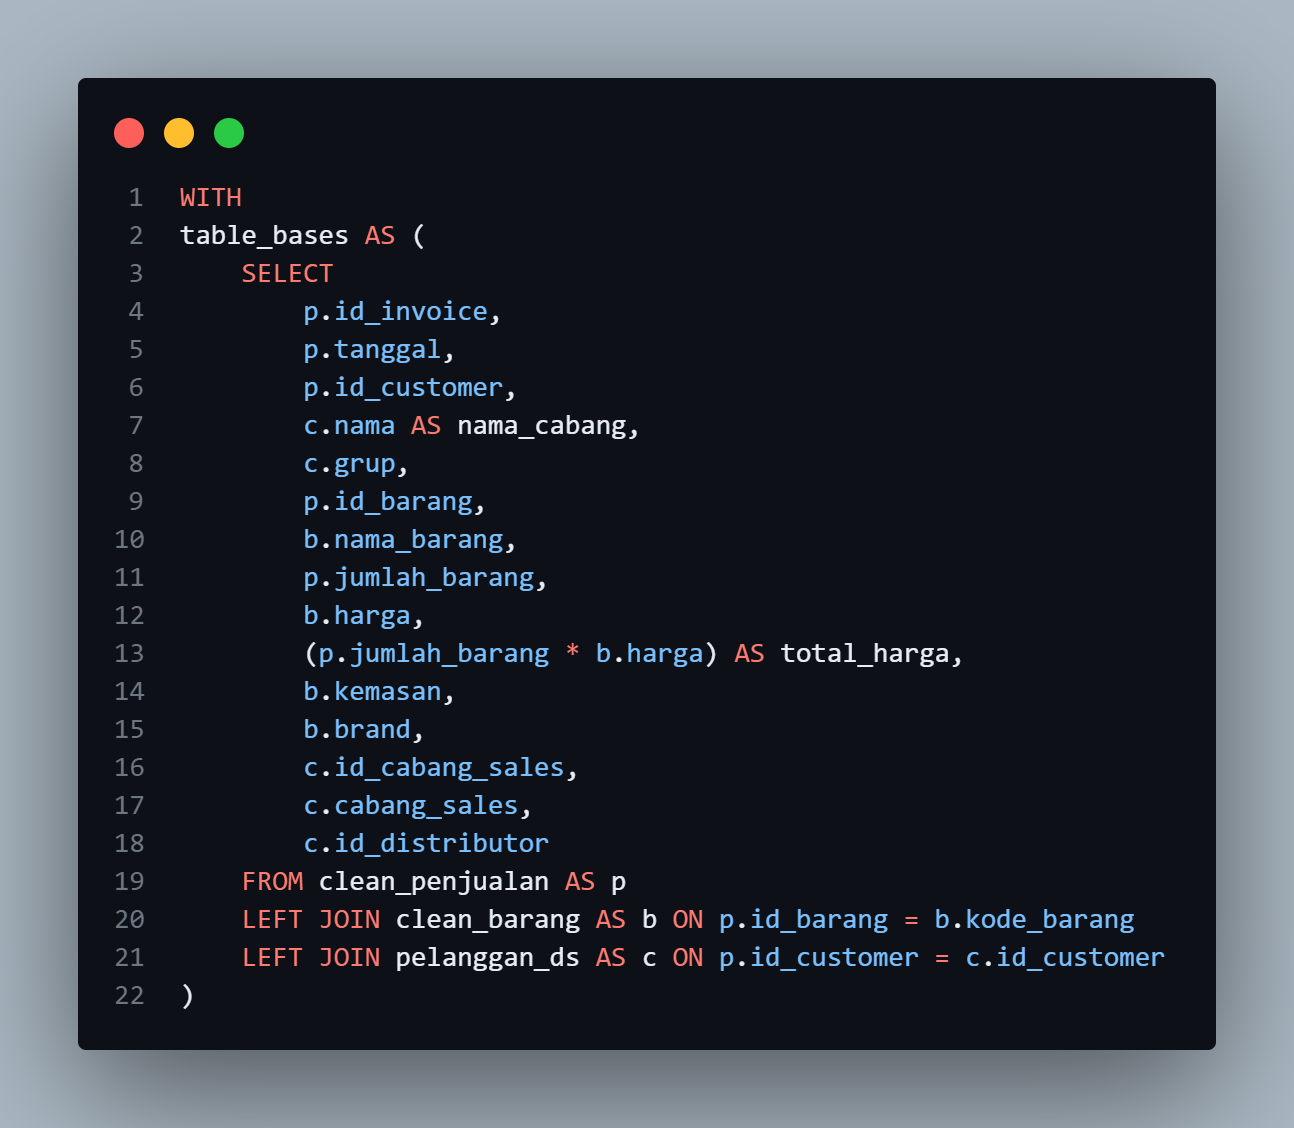 1 WITH
2 table_bases AS (
3     SELECT
4         p.id_invoice,
5         p.tanggal,
6         p.id_customer,
7         c.nama AS nama_cabang,
8         c.grup,
9         p.id_barang,
10         b.nama_barang,
11         p.jumlah_barang,
12         b.harga,
13         (p.jumlah_barang * b.harga) AS total_harga,
14         b.kemasan,
15         b.brand,
16         c.id_cabang_sales,
17         c.cabang_sales,
18         c.id_distributor
19     FROM clean_penjualan AS p
20     LEFT JOIN clean_barang AS b ON p.id_barang = b.kode_barang
21     LEFT JOIN pelanggan_ds AS c ON p.id_customer = c.id_customer
22 )